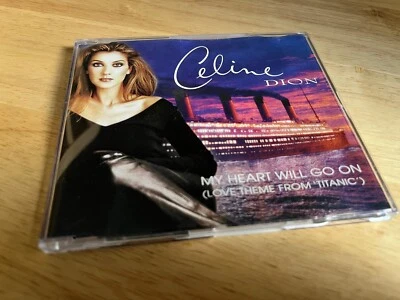 Celine
DION
MY HEART WILL GO ON
(LOVE THEME FROM 'TITANIC')